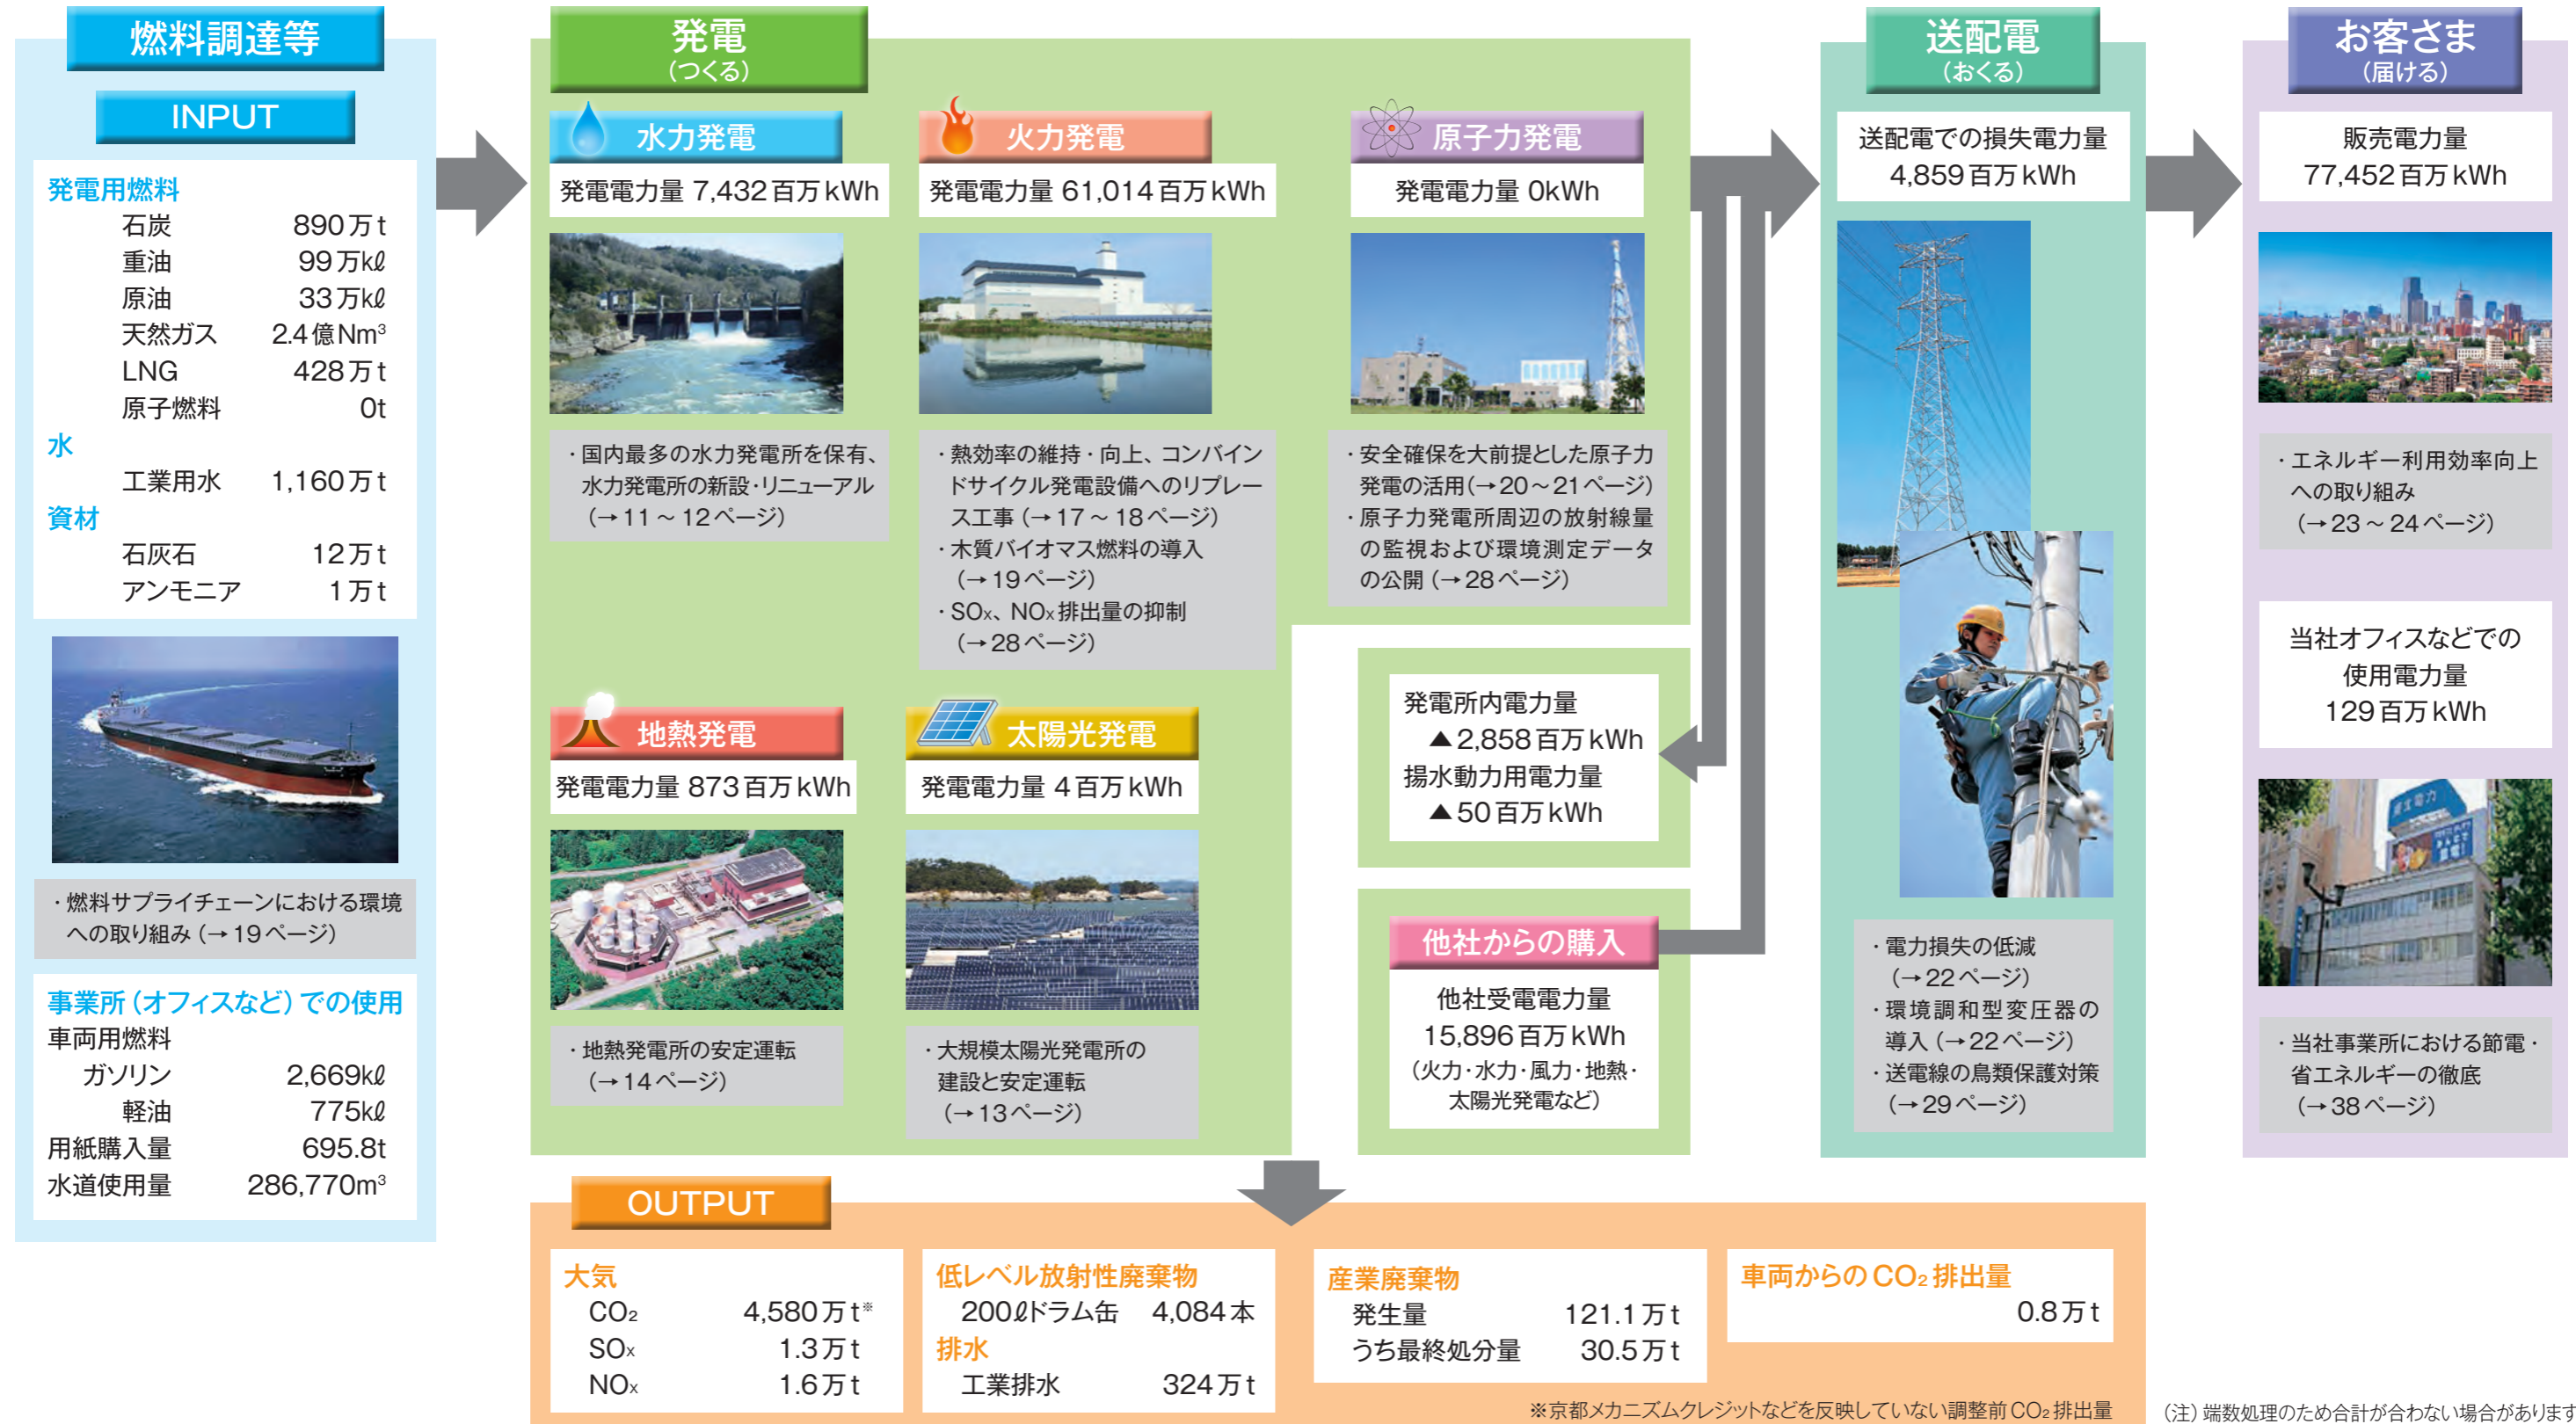 燃料調達等
INPUT
発電用燃料
石炭 890万t
重油 99万kℓ
原油 33万kℓ
天然ガス 2.4億Nm³
LNG 428万t
原子燃料 0t
水
工業用水 1,160万t
資材
石灰石 12万t
アンモニア 1万t
・燃料サプライチェーンにおける環境
への取り組み（→19ページ）
事業所（オフィスなど）での使用
車両用燃料
ガソリン 2,669kℓ
軽油 775kℓ
用紙購入量 695.8t
水道使用量 286,770m³
発電
（つくる）
水力発電
発電電力量 7,432百万kWh
・国内最多の水力発電所を保有、
水力発電所の新設・リニューアル
（→11～12ページ）
火力発電
発電電力量 61,014百万kWh
・熱効率の維持・向上、コンバイン
ドサイクル発電設備へのリプレー
ス工事（→17～18ページ）
・木質バイオマス燃料の導入
（→19ページ）
・SOx、NOx排出量の抑制
（→28ページ）
原子力発電
発電電力量 0kWh
・安全確保を大前提とした原子力
発電の活用（→20～21ページ）
・原子力発電所周辺の放射線量
の監視および環境測定データ
の公開（→28ページ）
地熱発電
発電電力量 873百万kWh
・地熱発電所の安定運転
（→14ページ）
太陽光発電
発電電力量 4百万kWh
・大規模太陽光発電所の
建設と安定運転
（→13ページ）
発電所内電力量
▲2,858百万kWh
揚水動力用電力量
▲50百万kWh
他社からの購入
他社受電電力量
15,896百万kWh
（火力・水力・風力・地熱・
太陽光発電など）
送配電
（おくる）
送配電での損失電力量
4,859百万kWh
・電力損失の低減
（→22ページ）
・環境調和型変圧器の
導入（→22ページ）
・送電線の鳥類保護対策
（→29ページ）
お客さま
（届ける）
販売電力量
77,452百万kWh
・エネルギー利用効率向上
への取り組み
（→23～24ページ）
当社オフィスなどでの
使用電力量
129百万kWh
・当社事業所における節電・
省エネルギーの徹底
（→38ページ）
OUTPUT
大気
CO₂ 4,580万t※
SOx 1.3万t
NOx 1.6万t
低レベル放射性廃棄物
200ℓドラム缶 4,084本
排水
工業排水 324万t
産業廃棄物
発生量 121.1万t
うち最終処分量 30.5万t
車両からのCO₂排出量
0.8万t
※京都メカニズムクレジットなどを反映していない調整前CO₂排出量
（注）端数処理のため合計が合わない場合があります